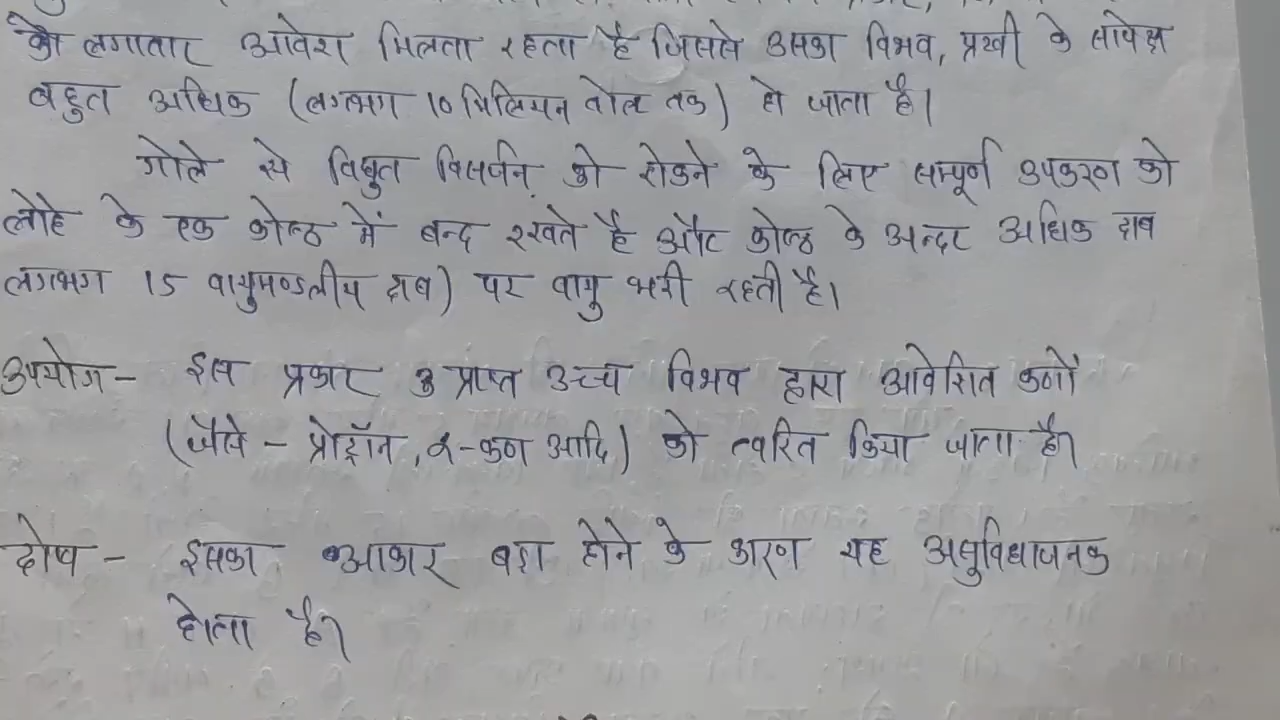 को लगातार आवेश मिलता रहता है जिससे उसका विभव, प्रथ्वी के सापेक्ष
बहुत अधिक (लगभग 10 मिलियन वोल्ट तक) हो जाता है।
गोले से विद्युत विसर्जन को रोकने के लिए सम्पूर्ण उपकरण को
लोहे के एक कोष्ठ में बन्द रखते है और कोष्ठ के अन्दर अधिक दाब
लगभग 15 वायुमण्डलीय दाब) पर वायु भरी रहती है।
उपयोग - इस प्रकार प्राप्त उच्च विभव द्वारा आवेशित कणों
(जैसे - प्रोट्रॉन, α-कण आदि) को त्वरित किया जाता है।
दोष - इसका आकार बड़ा होने के कारण यह असुविधाजनक
होता है।